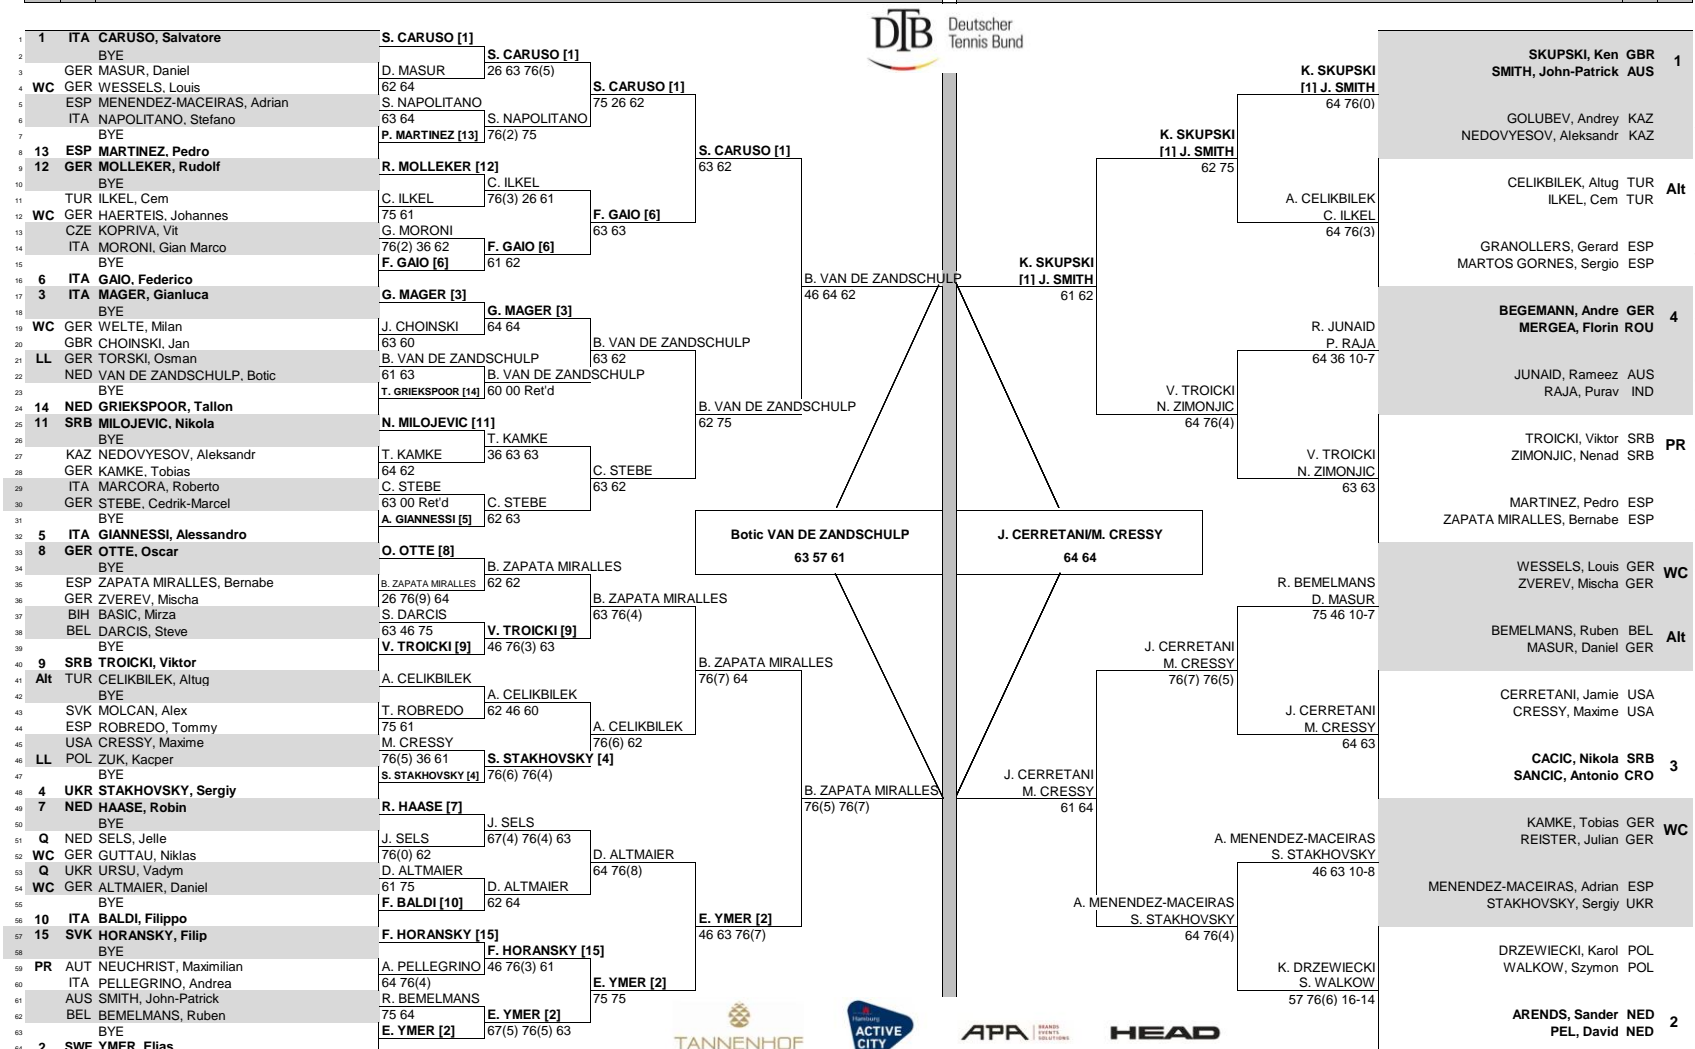 DTB Deutscher
Tennis Bund
1 1 ITA CARUSO, Salvatore
2 BYE
3 GER MASUR, Daniel
4 WC GER WESSELS, Louis
5 ESP MENENDEZ-MACEIRAS, Adrian
6 ITA NAPOLITANO, Stefano
7 BYE
8 13 ESP MARTINEZ, Pedro
9 12 GER MOLLEKER, Rudolf
10 BYE
11 TUR ILKEL, Cem
12 WC GER HAERTEIS, Johannes
13 CZE KOPRIVA, Vit
14 ITA MORONI, Gian Marco
15 BYE
16 6 ITA GAIO, Federico
17 3 ITA MAGER, Gianluca
18 BYE
19 WC GER WELTE, Milan
20 GBR CHOINSKI, Jan
21 LL GER TORSKI, Osman
22 NED VAN DE ZANDSCHULP, Botic
23 BYE
24 14 NED GRIEKSPOOR, Tallon
25 11 SRB MILOJEVIC, Nikola
26 BYE
27 KAZ NEDOVYESOV, Aleksandr
28 GER KAMKE, Tobias
29 ITA MARCORA, Roberto
30 GER STEBE, Cedrik-Marcel
31 BYE
32 5 ITA GIANNESSI, Alessandro
33 8 GER OTTE, Oscar
34 BYE
35 ESP ZAPATA MIRALLES, Bernabe
36 GER ZVEREV, Mischa
37 BIH BASIC, Mirza
38 BEL DARCIS, Steve
39 BYE
40 9 SRB TROICKI, Viktor
41 Alt TUR CELIKBILEK, Altug
42 BYE
43 SVK MOLCAN, Alex
44 ESP ROBREDO, Tommy
45 USA CRESSY, Maxime
46 LL POL ZUK, Kacper
47 BYE
48 4 UKR STAKHOVSKY, Sergiy
49 7 NED HAASE, Robin
50 BYE
51 Q NED SELS, Jelle
52 WC GER GUTTAU, Niklas
53 Q UKR URSU, Vadym
54 WC GER ALTMAIER, Daniel
55 BYE
56 10 ITA BALDI, Filippo
57 15 SVK HORANSKY, Filip
58 BYE
59 PR AUT NEUCHRIST, Maximilian
60 ITA PELLEGRINO, Andrea
61 AUS SMITH, John-Patrick
62 BEL BEMELMANS, Ruben
63 BYE
64 2 SWE YMER, Elias
S. CARUSO [1]
D. MASUR
62 64
S. NAPOLITANO
63 64
P. MARTINEZ [13]
R. MOLLEKER [12]
C. ILKEL
75 61
G. MORONI
76(2) 36 62
F. GAIO [6]
G. MAGER [3]
J. CHOINSKI
63 60
B. VAN DE ZANDSCHULP
61 63
T. GRIEKSPOOR [14]
N. MILOJEVIC [11]
T. KAMKE
64 62
C. STEBE
63 00 Ret'd
A. GIANNESSI [5]
O. OTTE [8]
B. ZAPATA MIRALLES
26 76(9) 64
S. DARCIS
63 46 75
V. TROICKI [9]
A. CELIKBILEK
T. ROBREDO
75 61
M. CRESSY
76(5) 36 61
S. STAKHOVSKY [4]
R. HAASE [7]
J. SELS
76(0) 62
D. ALTMAIER
61 75
F. BALDI [10]
F. HORANSKY [15]
A. PELLEGRINO
64 76(4)
R. BEMELMANS
75 64
E. YMER [2]
S. CARUSO [1]
26 63 76(5)
S. NAPOLITANO
76(2) 75
C. ILKEL
76(3) 26 61
F. GAIO [6]
61 62
G. MAGER [3]
64 64
B. VAN DE ZANDSCHULP
60 00 Ret'd
T. KAMKE
36 63 63
C. STEBE
62 63
B. ZAPATA MIRALLES
62 62
V. TROICKI [9]
46 76(3) 63
A. CELIKBILEK
62 46 60
S. STAKHOVSKY [4]
76(6) 76(4)
J. SELS
67(4) 76(4) 63
D. ALTMAIER
62 64
F. HORANSKY [15]
46 76(3) 61
E. YMER [2]
67(5) 76(5) 63
S. CARUSO [1]
75 26 62
F. GAIO [6]
63 63
B. VAN DE ZANDSCHULP
63 62
C. STEBE
63 62
B. ZAPATA MIRALLES
63 76(4)
A. CELIKBILEK
76(6) 62
D. ALTMAIER
64 76(8)
E. YMER [2]
75 75
S. CARUSO [1]
63 62
B. VAN DE ZANDSCHULP
62 75
B. ZAPATA MIRALLES
76(7) 64
E. YMER [2]
46 63 76(7)
B. VAN DE ZANDSCHULP
46 64 62
B. ZAPATA MIRALLES
76(5) 76(7)
Botic VAN DE ZANDSCHULP
63 57 61
J. CERRETANI/M. CRESSY
64 64
K. SKUPSKI
[1] J. SMITH
61 62
J. CERRETANI
M. CRESSY
61 64
K. SKUPSKI
[1] J. SMITH
62 75
V. TROICKI
N. ZIMONJIC
64 76(4)
J. CERRETANI
M. CRESSY
76(7) 76(5)
A. MENENDEZ-MACEIRAS
S. STAKHOVSKY
64 76(4)
K. SKUPSKI
[1] J. SMITH
64 76(0)
A. CELIKBILEK
C. ILKEL
64 76(3)
R. JUNAID
P. RAJA
64 36 10-7
V. TROICKI
N. ZIMONJIC
63 63
R. BEMELMANS
D. MASUR
75 46 10-7
J. CERRETANI
M. CRESSY
64 63
A. MENENDEZ-MACEIRAS
S. STAKHOVSKY
46 63 10-8
K. DRZEWIECKI
S. WALKOW
57 76(6) 16-14
SKUPSKI, Ken GBR 1
SMITH, John-Patrick AUS
GOLUBEV, Andrey KAZ
NEDOVYESOV, Aleksandr KAZ
CELIKBILEK, Altug TUR Alt
ILKEL, Cem TUR
GRANOLLERS, Gerard ESP
MARTOS GORNES, Sergio ESP
BEGEMANN, Andre GER 4
MERGEA, Florin ROU
JUNAID, Rameez AUS
RAJA, Purav IND
TROICKI, Viktor SRB PR
ZIMONJIC, Nenad SRB
MARTINEZ, Pedro ESP
ZAPATA MIRALLES, Bernabe ESP
WESSELS, Louis GER WC
ZVEREV, Mischa GER
BEMELMANS, Ruben BEL Alt
MASUR, Daniel GER
CERRETANI, Jamie USA
CRESSY, Maxime USA
CACIC, Nikola SRB 3
SANCIC, Antonio CRO
KAMKE, Tobias GER WC
REISTER, Julian GER
MENENDEZ-MACEIRAS, Adrian ESP
STAKHOVSKY, Sergiy UKR
DRZEWIECKI, Karol POL
WALKOW, Szymon POL
ARENDS, Sander NED 2
PEL, David NED
TANNENHOF
Hamburg
ACTIVE
CITY
APA BRANDS
EVENTS
SOLUTIONS
HEAD